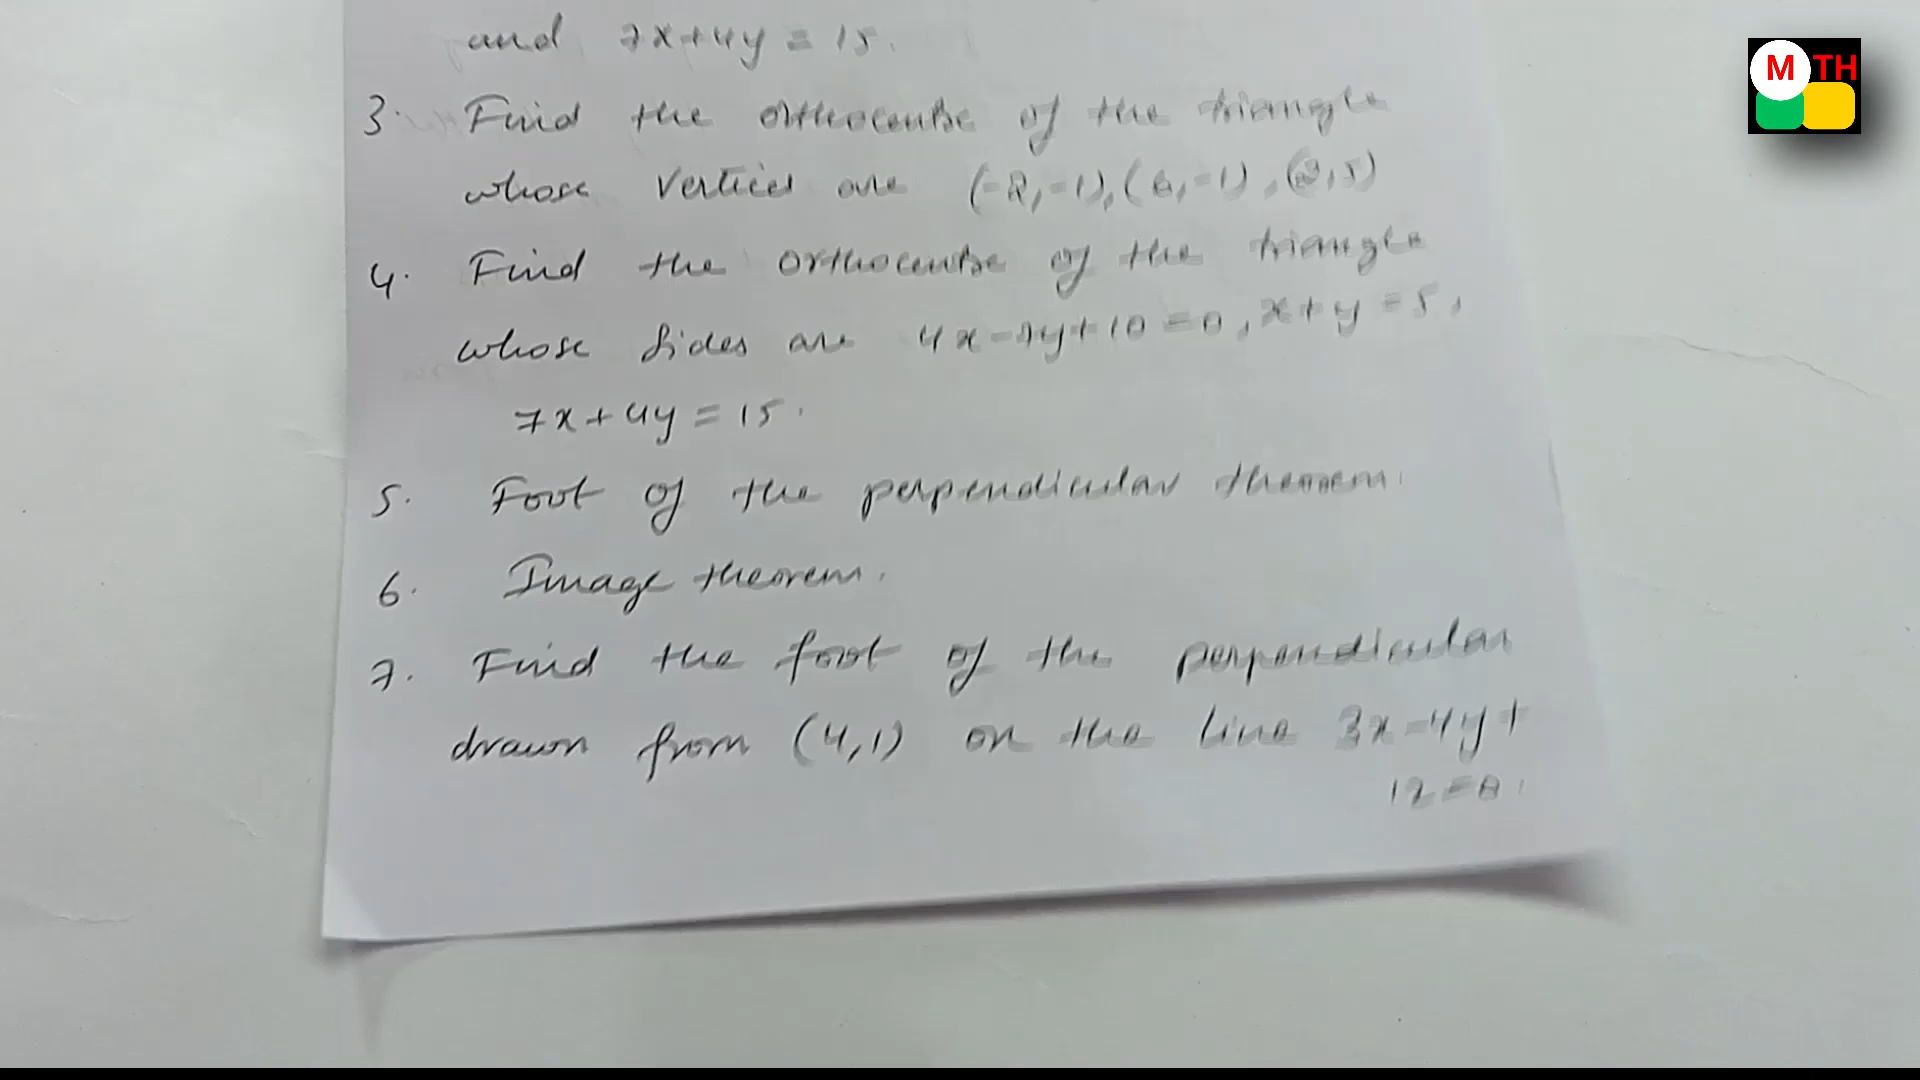 and 7x+4y = 15.
3. Find the orthocentre of the triangle
whose vertices are (-2,-1), (6,-1), (2,5)
4. Find the orthocentre of the triangle
whose sides are 4x-7y+10=0, x+y=5,
7x+4y = 15.
5. Foot of the perpendicular theorem.
6. Image theorem.
7. Find the foot of the perpendicular
drawn from (4,1) on the line 3x-4y+
12=0.
M TH